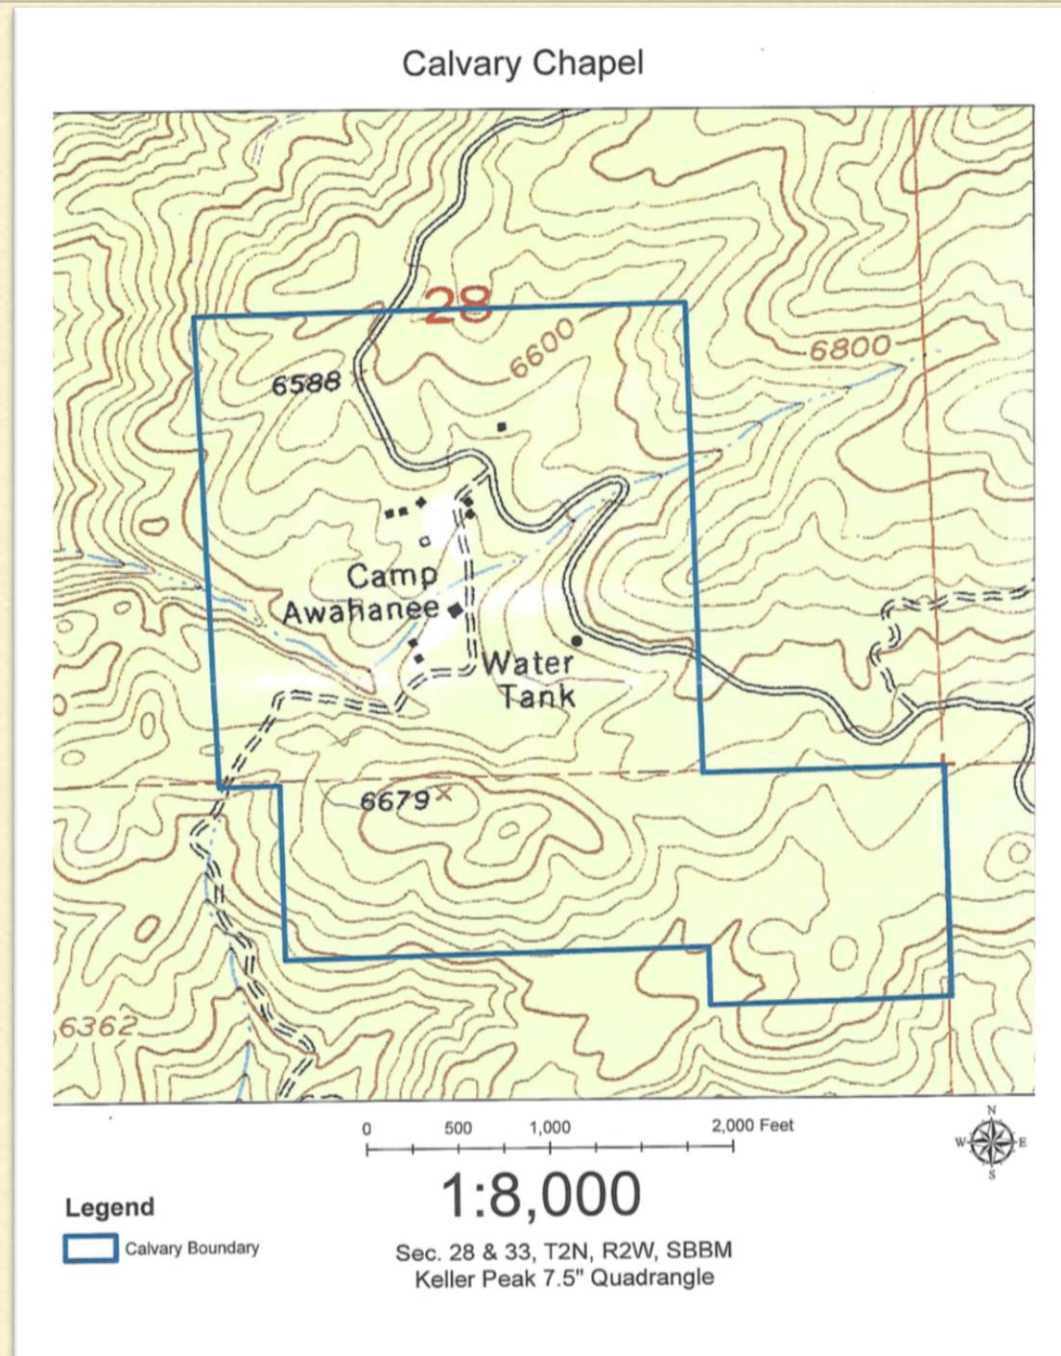 Calvary Chapel
28
6600
6800
6588
Camp
Awahanee
Water
Tank
6679
6362
0 500 1,000 2,000 Feet
N
W E
S
1:8,000
Legend
Calvary Boundary
Sec. 28 & 33, T2N, R2W, SBBM
Keller Peak 7.5" Quadrangle